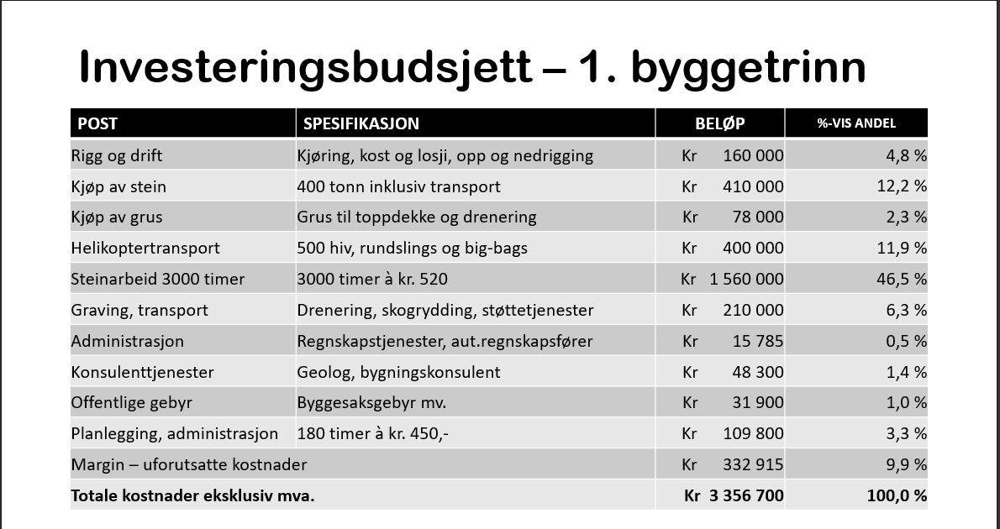 Investeringsbudsjett – 1. byggetrinn
POST SPESIFIKASJON BELØP %-VIS ANDEL
Rigg og drift Kjøring, kost og losji, opp og nedrigging Kr 160 000 4,8 %
Kjøp av stein 400 tonn inklusiv transport Kr 410 000 12,2 %
Kjøp av grus Grus til toppdekke og drenering Kr 78 000 2,3 %
Helikoptertransport 500 hiv, rundslings og big-bags Kr 400 000 11,9 %
Steinarbeid 3000 timer 3000 timer à kr. 520 Kr 1 560 000 46,5 %
Graving, transport Drenering, skogrydding, støttetjenester Kr 210 000 6,3 %
Administrasjon Regnskapstjenester, aut.regnskapsfører Kr 15 785 0,5 %
Konsulenttjenester Geolog, bygningskonsulent Kr 48 300 1,4 %
Offentlige gebyr Byggesaksgebyr mv. Kr 31 900 1,0 %
Planlegging, administrasjon 180 timer à kr. 450,- Kr 109 800 3,3 %
Margin – uforutsatte kostnader Kr 332 915 9,9 %
Totale kostnader eksklusiv mva. Kr 3 356 700 100,0 %